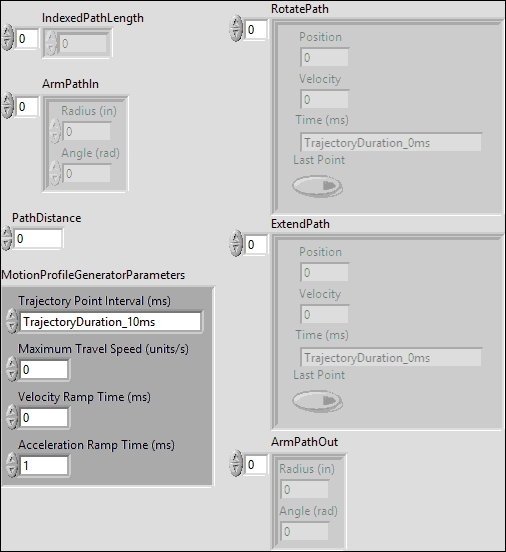 IndexedPathLength
0
0
ArmPathIn
0
Radius (in)
0
Angle (rad)
0
PathDistance
0
MotionProfileGeneratorParameters
Trajectory Point Interval (ms)
TrajectoryDuration_10ms
Maximum Travel Speed (units/s)
0
Velocity Ramp Time (ms)
0
Acceleration Ramp Time (ms)
1
RotatePath
0
Position
0
Velocity
0
Time (ms)
TrajectoryDuration_0ms
Last Point
ExtendPath
0
Position
0
Velocity
0
Time (ms)
TrajectoryDuration_0ms
Last Point
ArmPathOut
0
Radius (in)
0
Angle (rad)
0